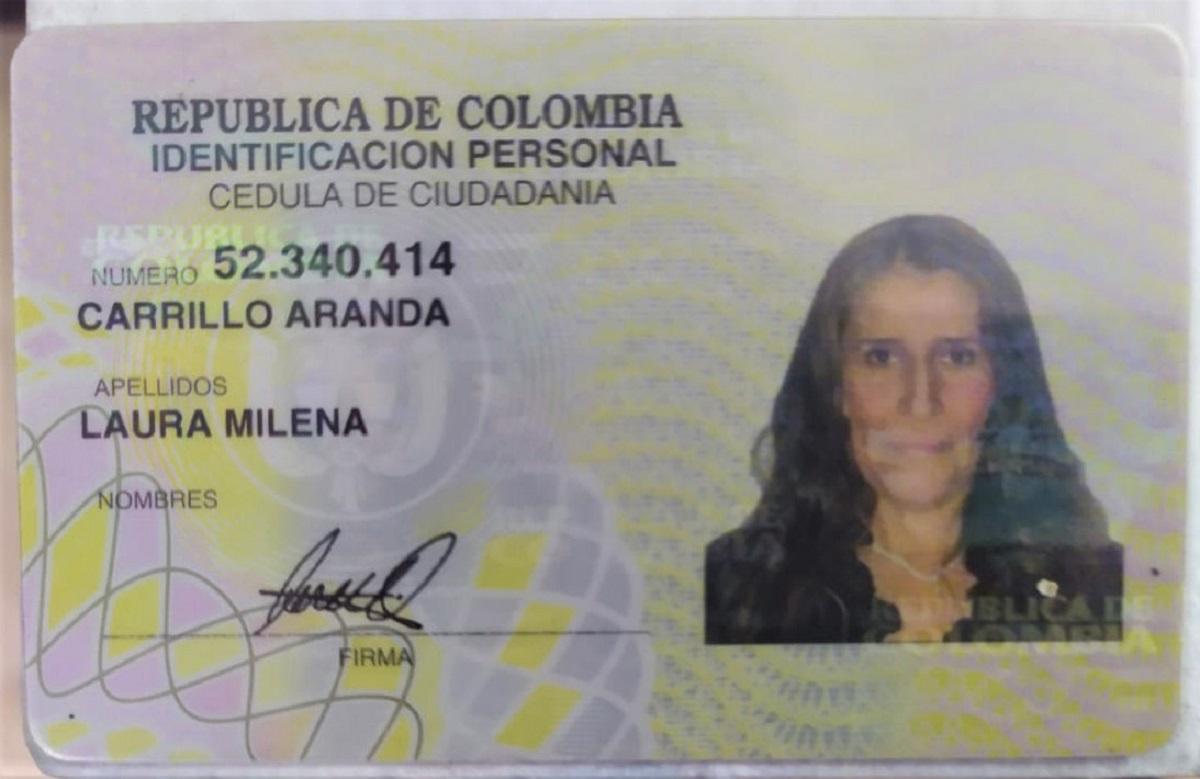 REPUBLICA DE COLOMBIA
IDENTIFICACION PERSONAL
CEDULA DE CIUDADANIA
REPUBLICA DE
NUMERO 52.340.414
CARRILLO ARANDA
APELLIDOS
LAURA MILENA
NOMBRES
FIRMA
REPUBLICA DE
COLOMBIA